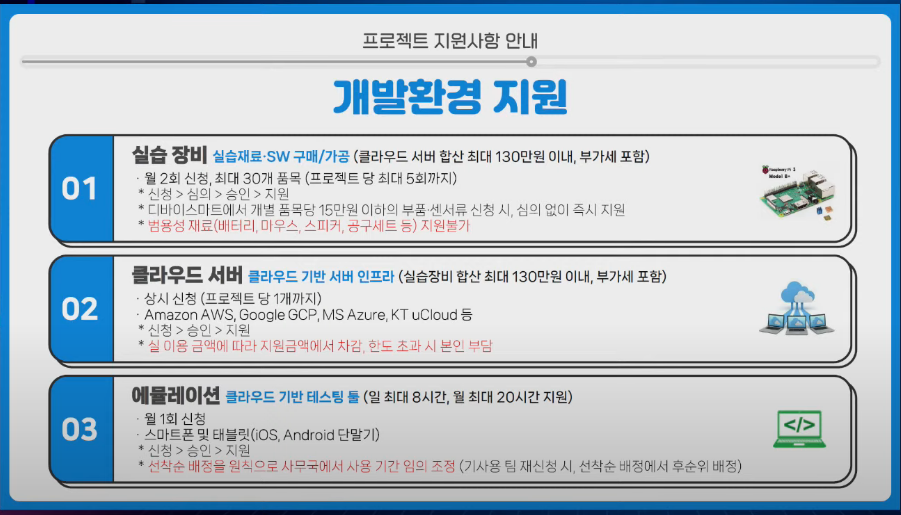 프로젝트 지원사항 안내
개발환경 지원
01
실습 장비 실습재료·SW 구매/가공 (클라우드 서버 합산 최대 130만원 이내, 부가세 포함)
· 월 2회 신청, 최대 30개 품목 (프로젝트 당 최대 5회까지)
* 신청 > 심의 > 승인 > 지원
* 디바이스마트에서 개별 품목당 15만원 이하의 부품·센서류 신청 시, 심의 없이 즉시 지원
* 범용성 재료(배터리, 마우스, 스피커, 공구세트 등) 지원불가
Raspberry Pi 3
Model B+
02
클라우드 서버 클라우드 기반 서버 인프라 (실습장비 합산 최대 130만원 이내, 부가세 포함)
· 상시 신청 (프로젝트 당 1개까지)
· Amazon AWS, Google GCP, MS Azure, KT uCloud 등
* 신청 > 승인 > 지원
* 실 이용 금액에 따라 지원금액에서 차감, 한도 초과 시 본인 부담
03
에뮬레이션 클라우드 기반 테스팅 툴 (일 최대 8시간, 월 최대 20시간 지원)
· 월 1회 신청
· 스마트폰 및 태블릿(iOS, Android 단말기)
* 신청 > 승인 > 지원
* 선착순 배정을 원칙으로 사무국에서 사용 기간 임의 조정 (기사용 팀 재신청 시, 선착순 배정에서 후순위 배정)